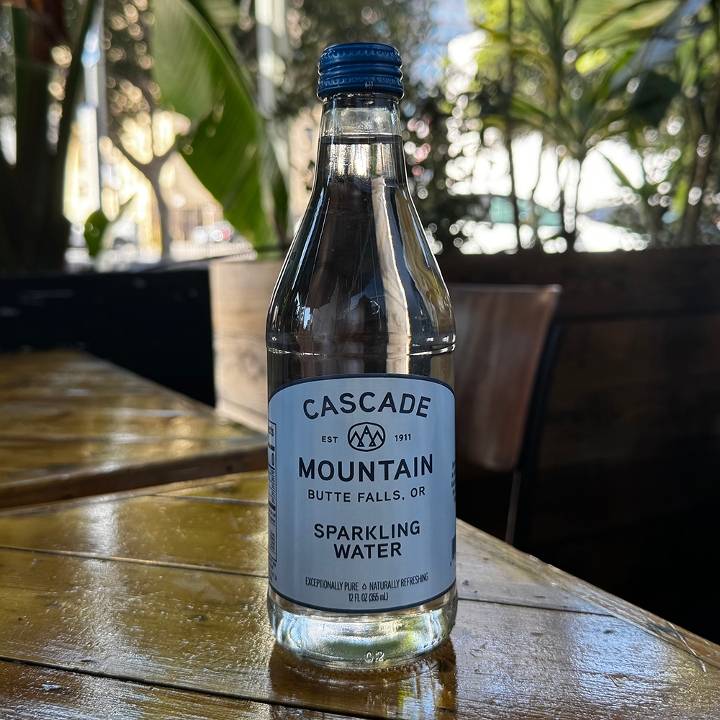 CASCADE
EST 1911
MOUNTAIN
BUTTE FALLS, OR
SPARKLING
WATER
EXCEPTIONALLY PURE NATURALLY REFRESHING
12 FL OZ (355 mL)